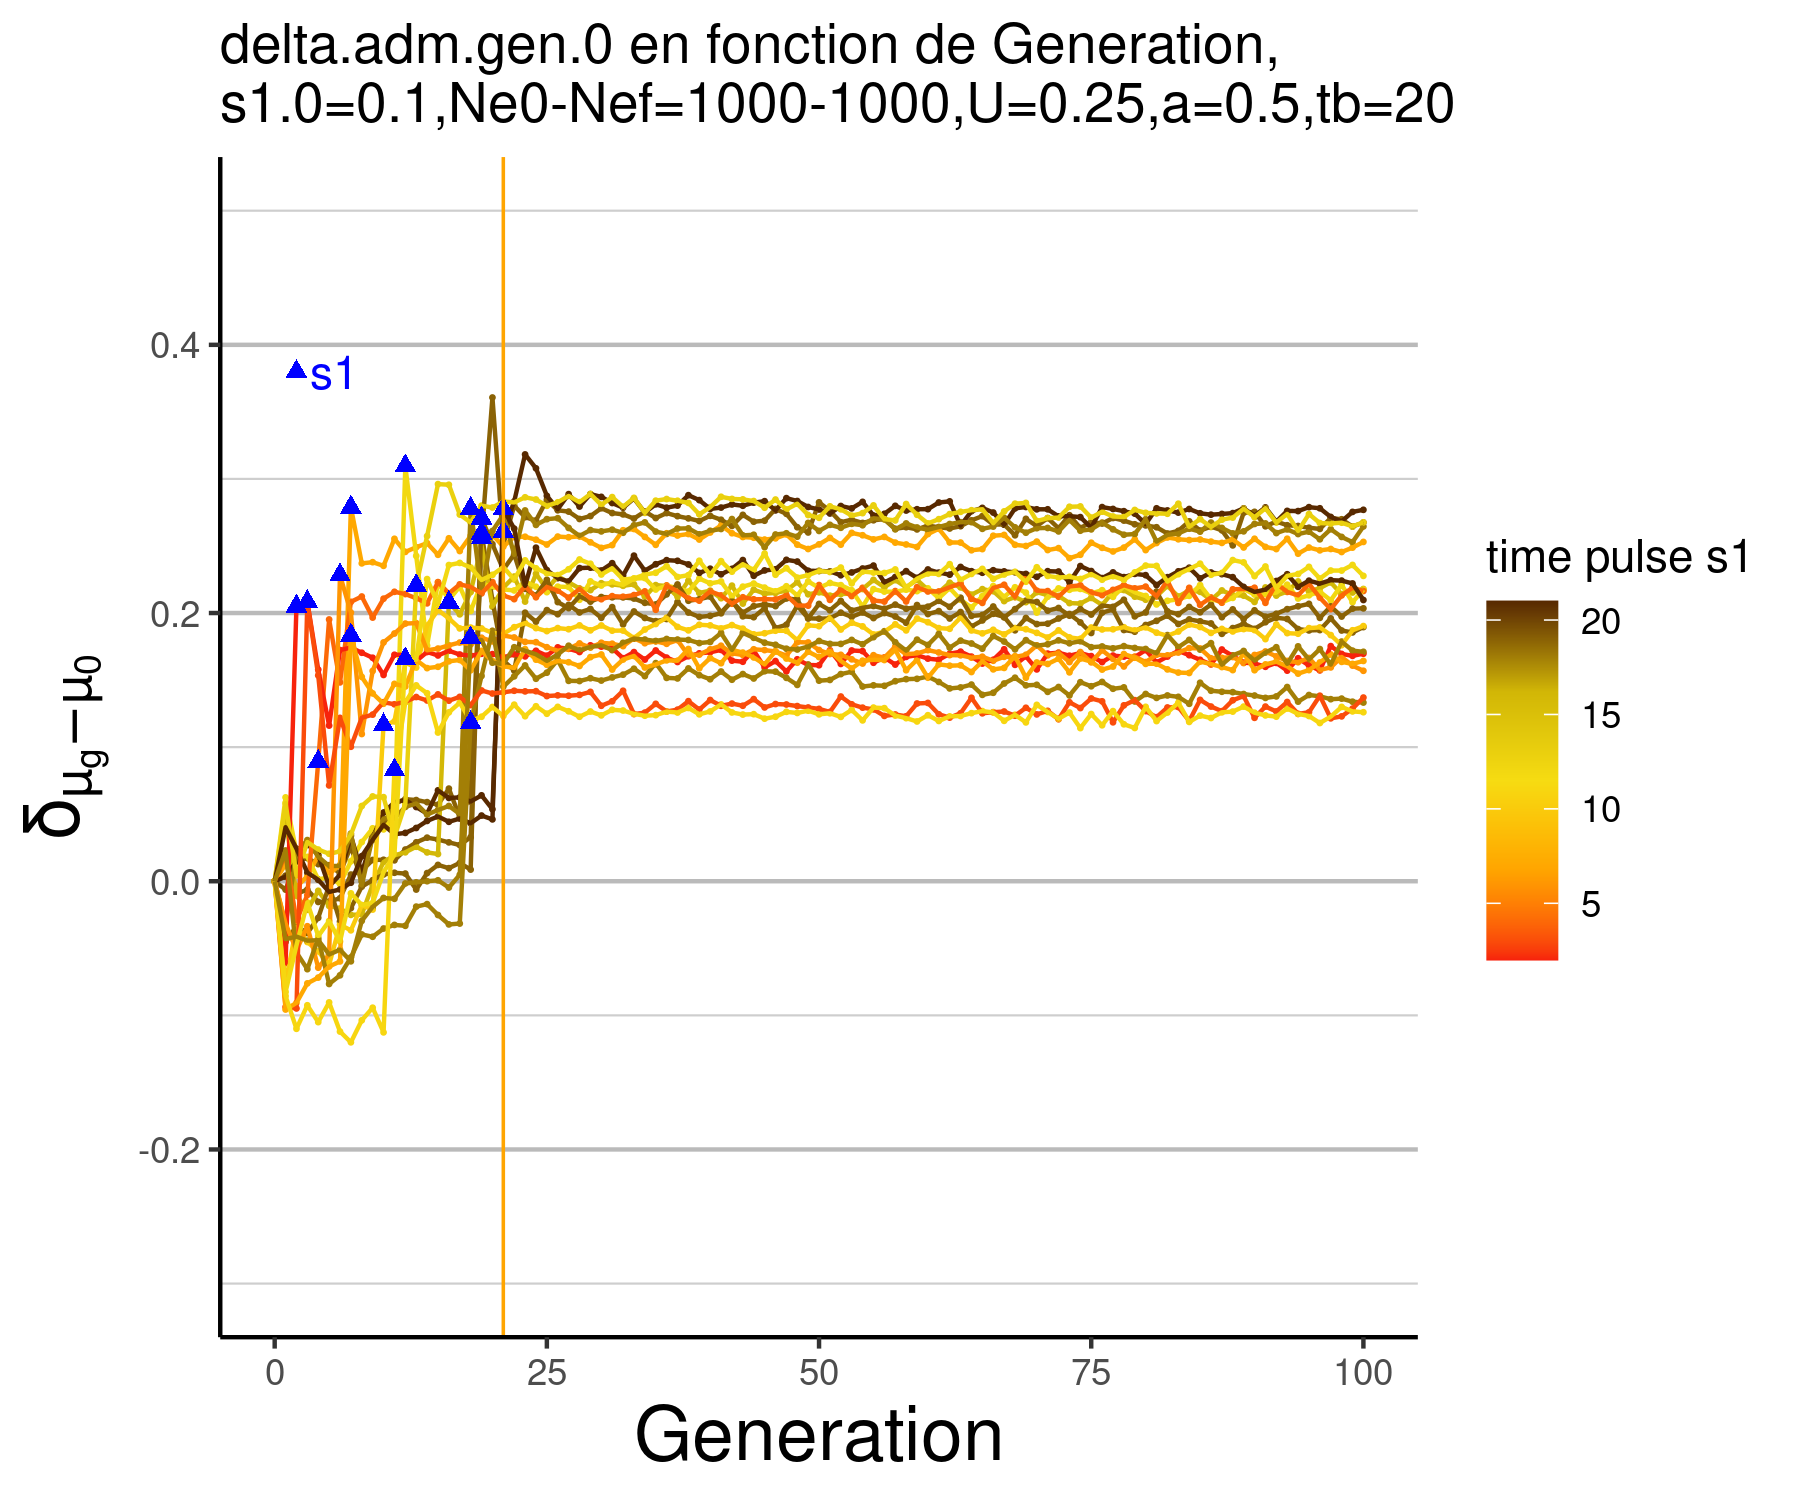 delta.adm.gen.0 en fonction de Generation,
s1.0=0.1,Ne0-Nef=1000-1000,U=0.25,a=0.5,tb=20
0.4
0.2
0.0
-0.2
δμg−μ0
s1
0
25
50
75
100
Generation
time pulse s1
20
15
10
5